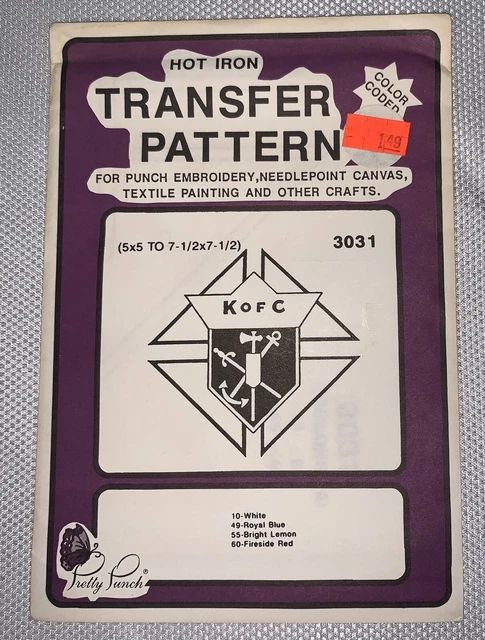 HOT IRON
TRANSFER
PATTERN
COLOR
CODED
1.49
FOR PUNCH EMBROIDERY,NEEDLEPOINT CANVAS,
TEXTILE PAINTING AND OTHER CRAFTS.
(5x5 TO 7-1/2x7-1/2)
3031
K OF C
10-White
49-Royal Blue
55-Bright Lemon
60-Fireside Red
Pretty Punch®